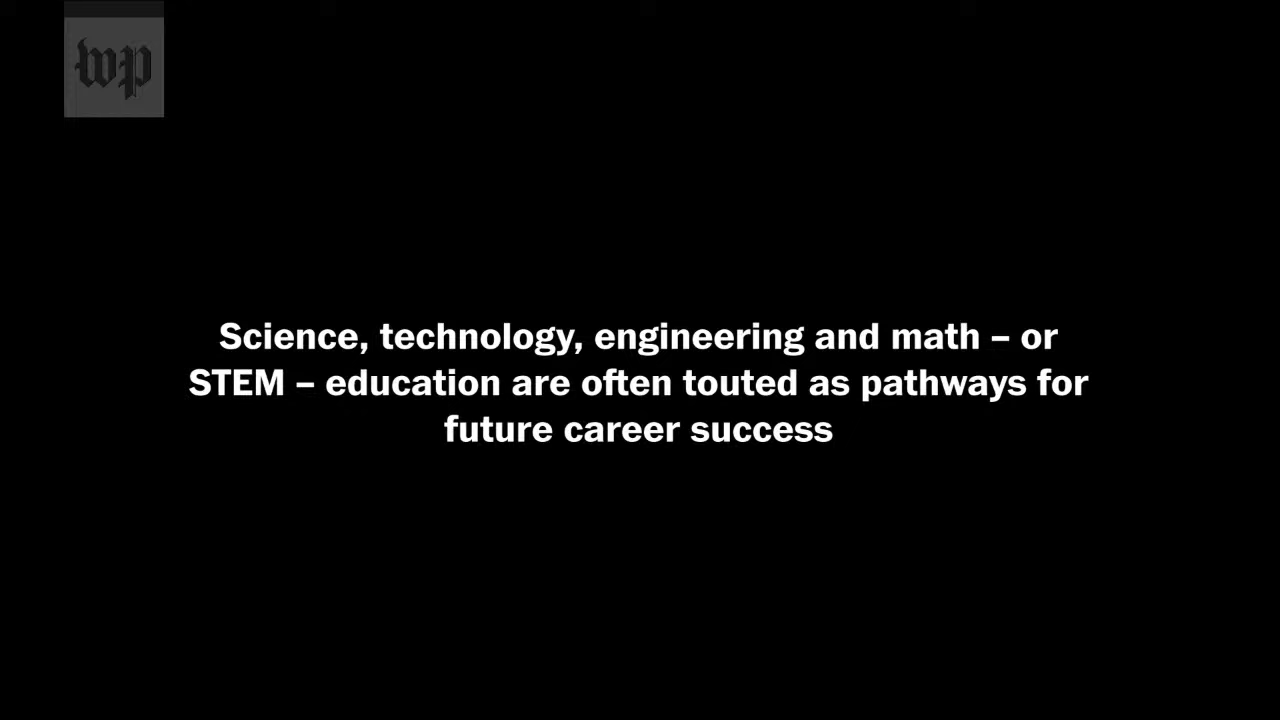 wp
Science, technology, engineering and math – or
STEM – education are often touted as pathways for
future career success